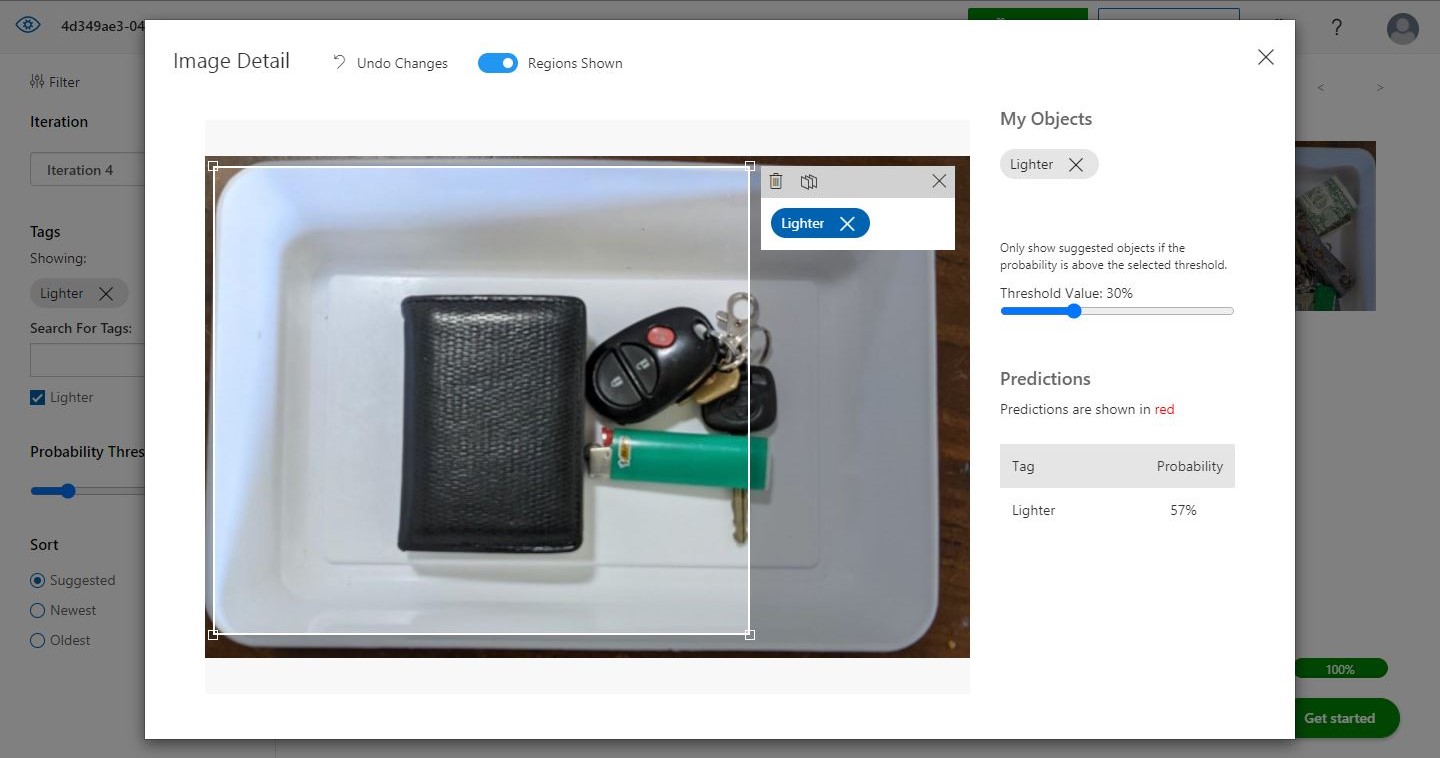 4d349ae3-04
?
Image Detail
Undo Changes
Regions Shown
Filter
Iteration
Iteration 4
Tags
Showing:
Lighter
Search For Tags:
Lighter
Probability Thres
Sort
Suggested
Newest
Oldest
Lighter
My Objects
Lighter
Only show suggested objects if the
probability is above the selected threshold.
Threshold Value: 30%
Predictions
Predictions are shown in red
Tag Probability
Lighter 57%
< >
100%
Get started